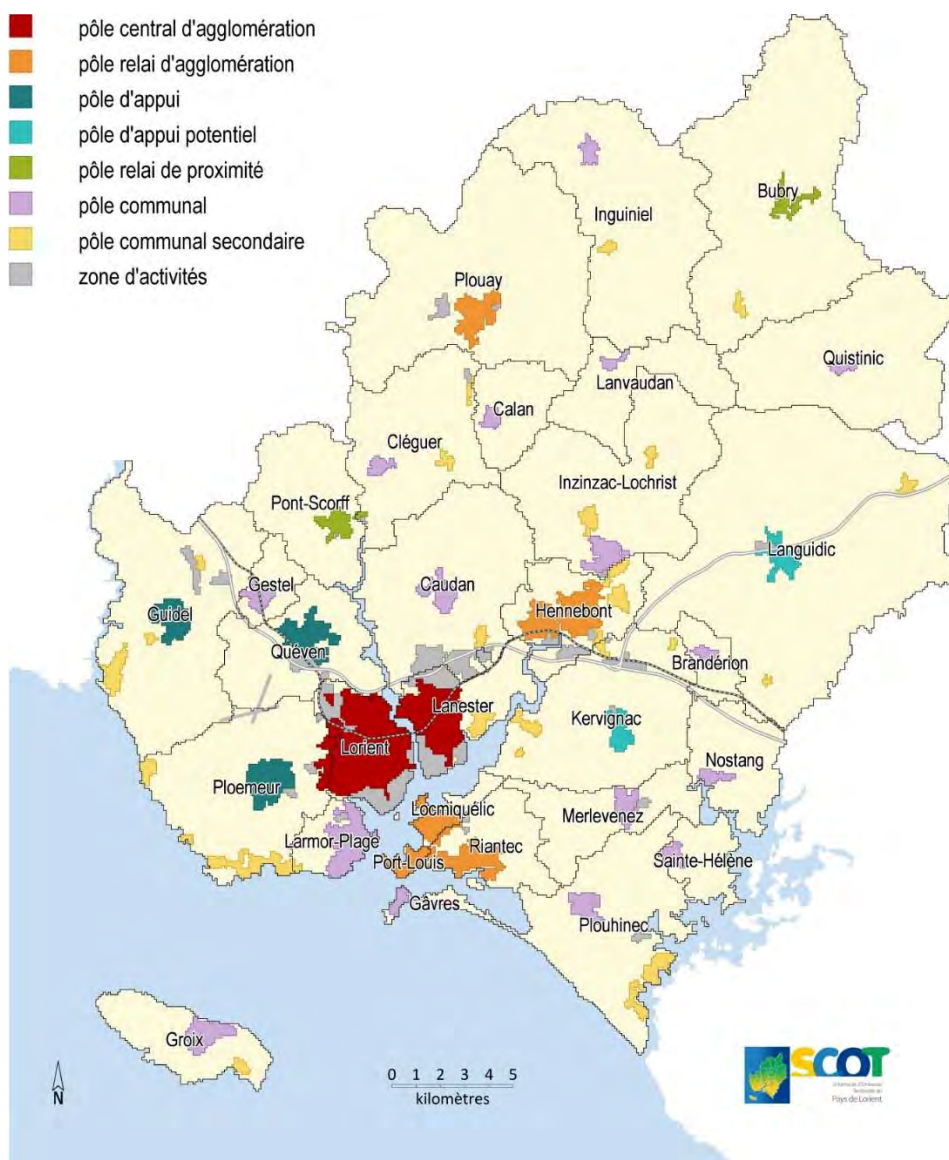 pôle central d'agglomération
pôle relai d'agglomération
pôle d'appui
pôle d'appui potentiel
pôle relai de proximité
pôle communal
pôle communal secondaire
zone d'activités
Bubry
Inguiniel
Plouay
Quistinic
Lanvaudan
Calan
Cléguer
Inzinzac-Lochrist
Pont-Scorff
Languidic
Caudan
Gestel
Hennebont
Guidel
Quéven
Brandérion
Lanester
Kervignac
Lorient
Nostang
Ploemeur
Locmiquélic
Merlevenez
Larmor-Plage
Riantec
Port-Louis
Sainte-Hélène
Gâvres
Plouhinec
Groix
N
0 1 2 3 4 5
kilomètres
SCOT
Pays de Lorient